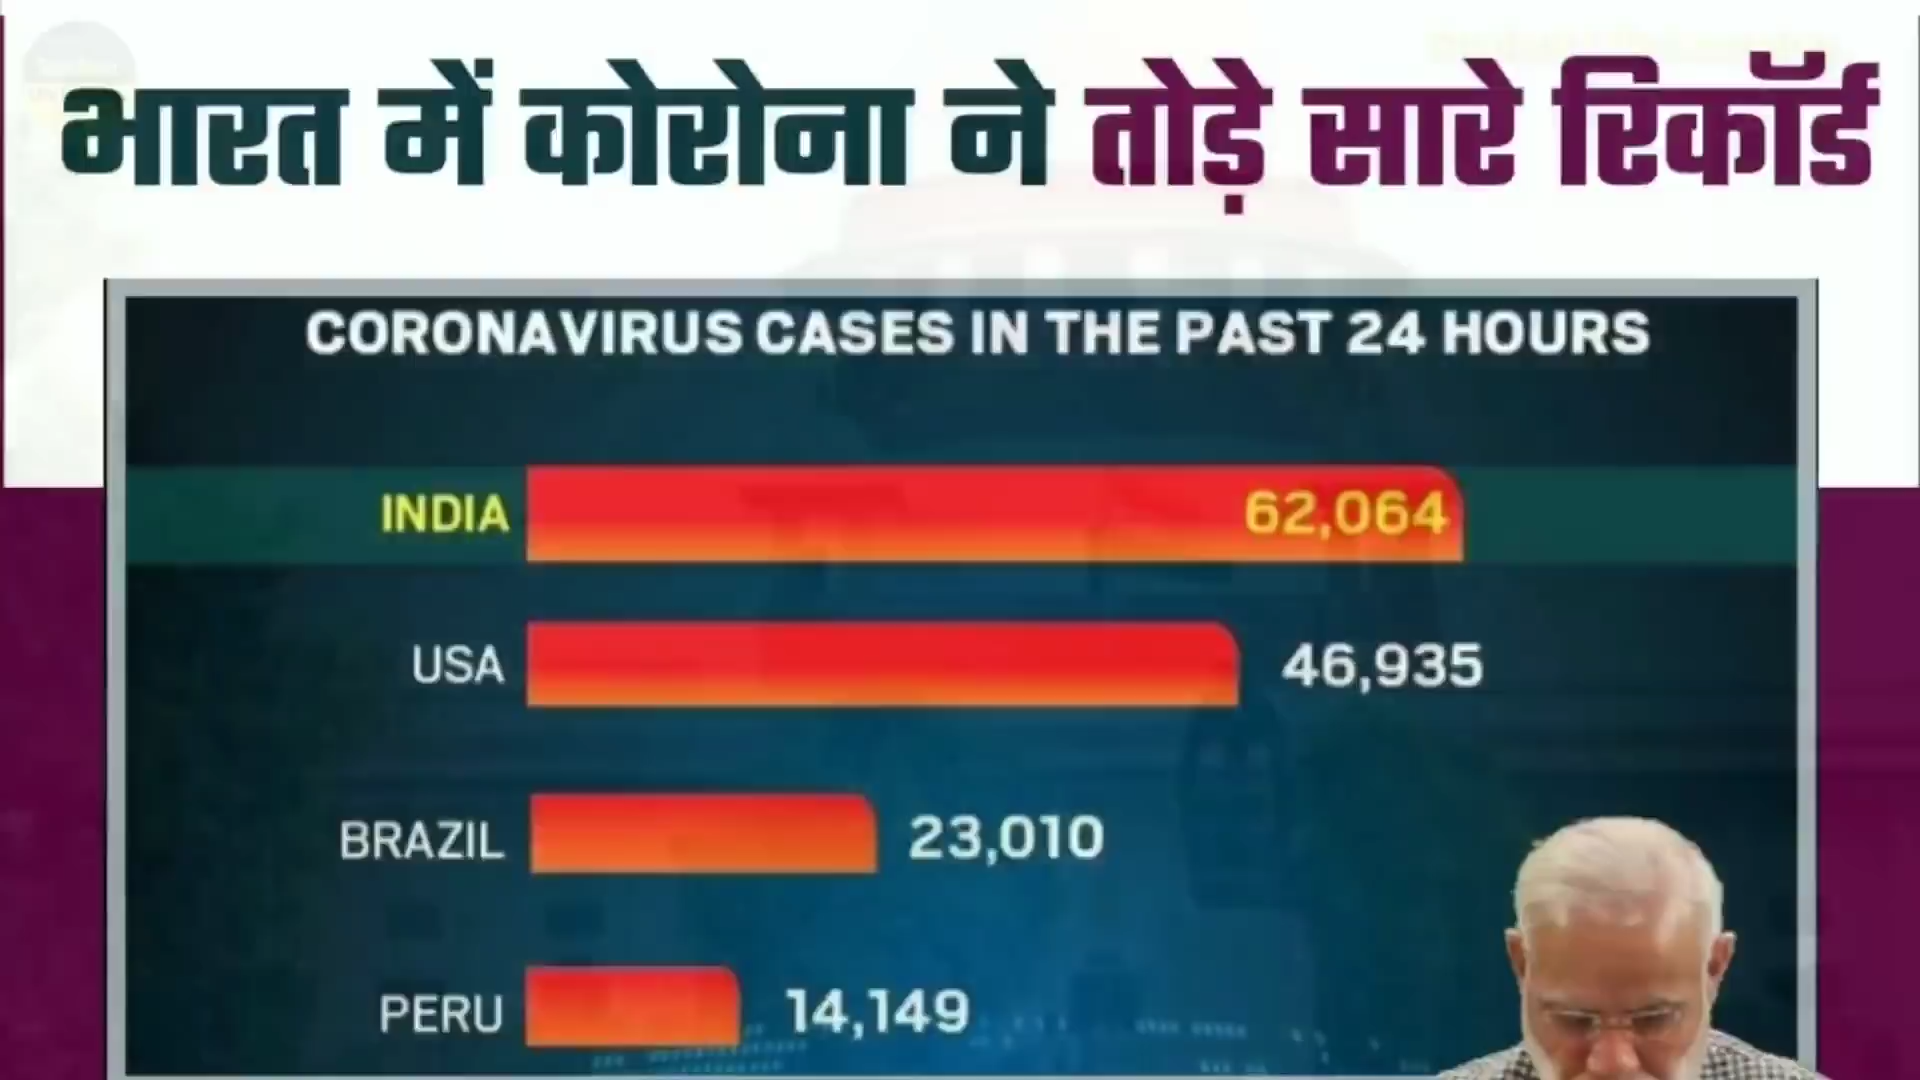 भारत में कोरोना ने तोड़े सारे रिकॉर्ड
CORONAVIRUS CASES IN THE PAST 24 HOURS
INDIA 62,064
USA 46,935
BRAZIL 23,010
PERU 14,149